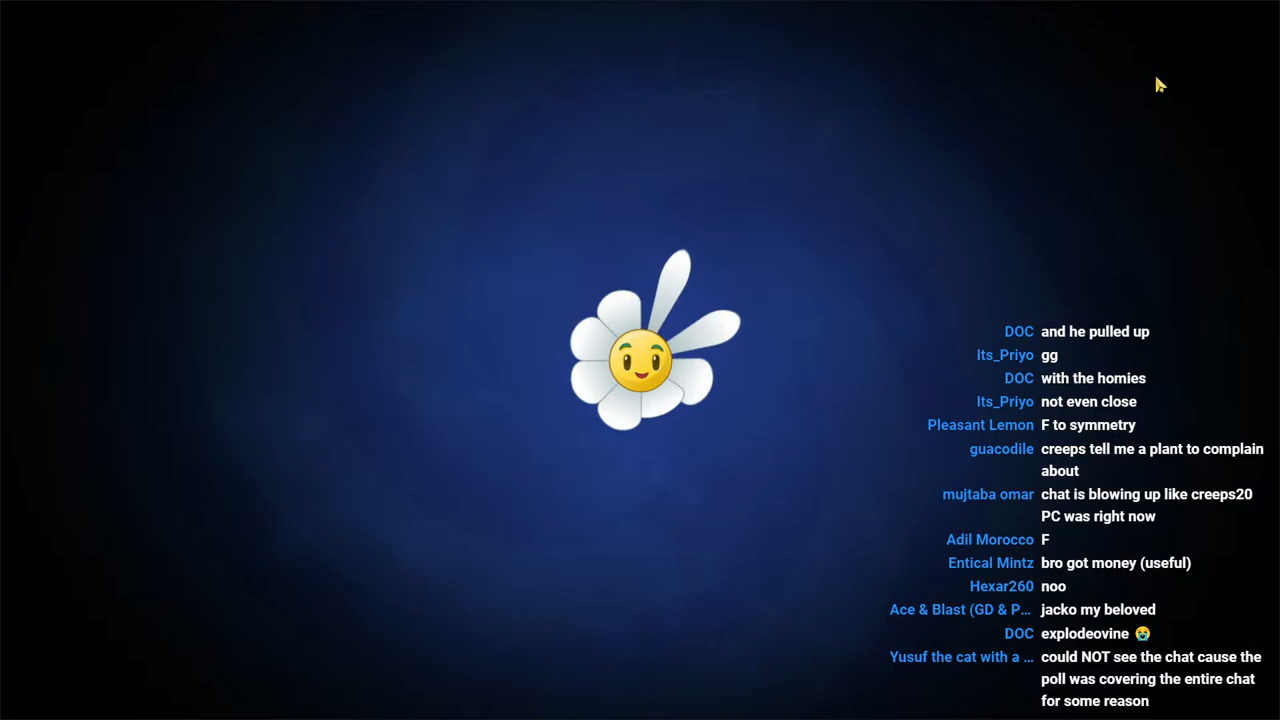 DOC and he pulled up
Its_Priyo gg
DOC with the homies
Its_Priyo not even close
Pleasant Lemon F to symmetry
guacodile creeps tell me a plant to complain
about
mujtaba omar chat is blowing up like creeps20
PC was right now
Adil Morocco F
Entical Mintz bro got money (useful)
Hexar260 noo
Ace & Blast (GD & P... jacko my beloved
DOC explodeovine 😭
Yusuf the cat with a ... could NOT see the chat cause the
poll was covering the entire chat
for some reason